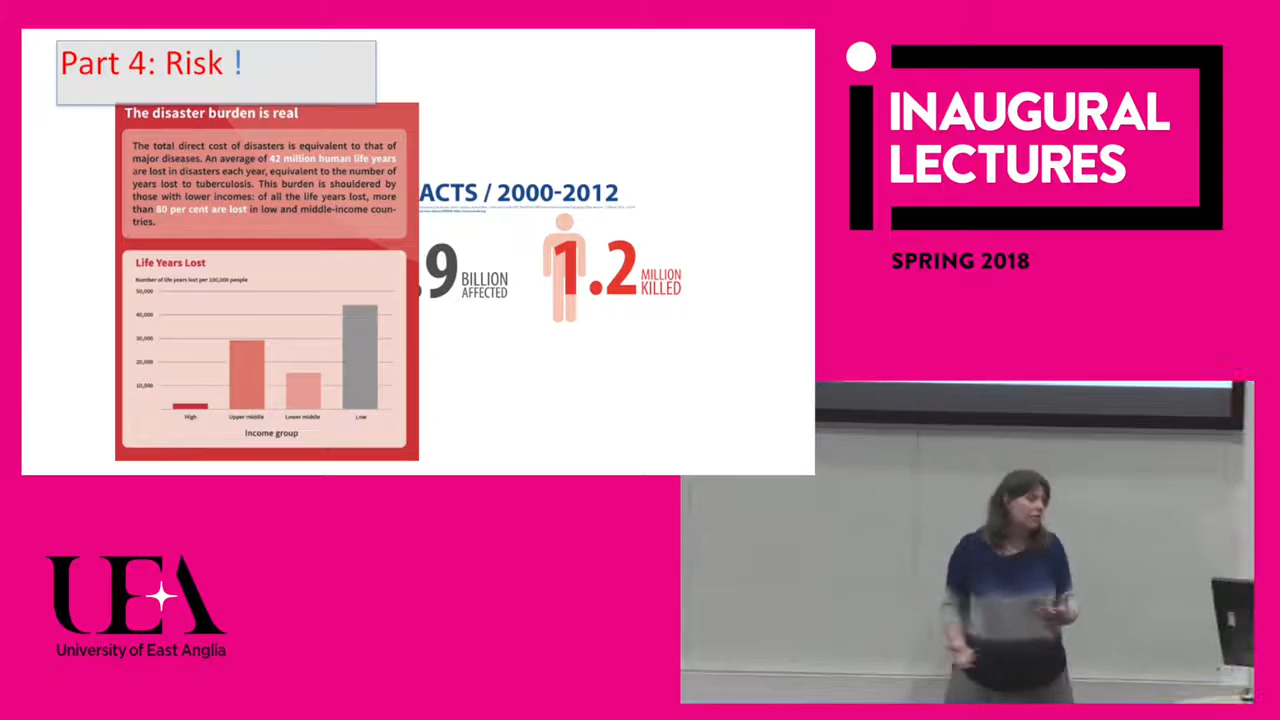 Part 4: Risk !
The disaster burden is real
The total direct cost of disasters is equivalent to that of
major diseases. An average of 42 million human life years
are lost in disasters each year, equivalent to the number of
years lost to tuberculosis. This burden is shouldered by
those with lower incomes: of all the life years lost, more
than 80 per cent are lost in low and middle-income coun-
tries.
Life Years Lost
Number of life years lost per 100,000 people
50,000
40,000
30,000
20,000
10,000
High Upper middle Lower middle Low
Income group
ACTS / 2000-2012
.9 BILLION
AFFECTED
1.2 MILLION
KILLED
INAUGURAL
LECTURES
SPRING 2018
UEA
University of East Anglia